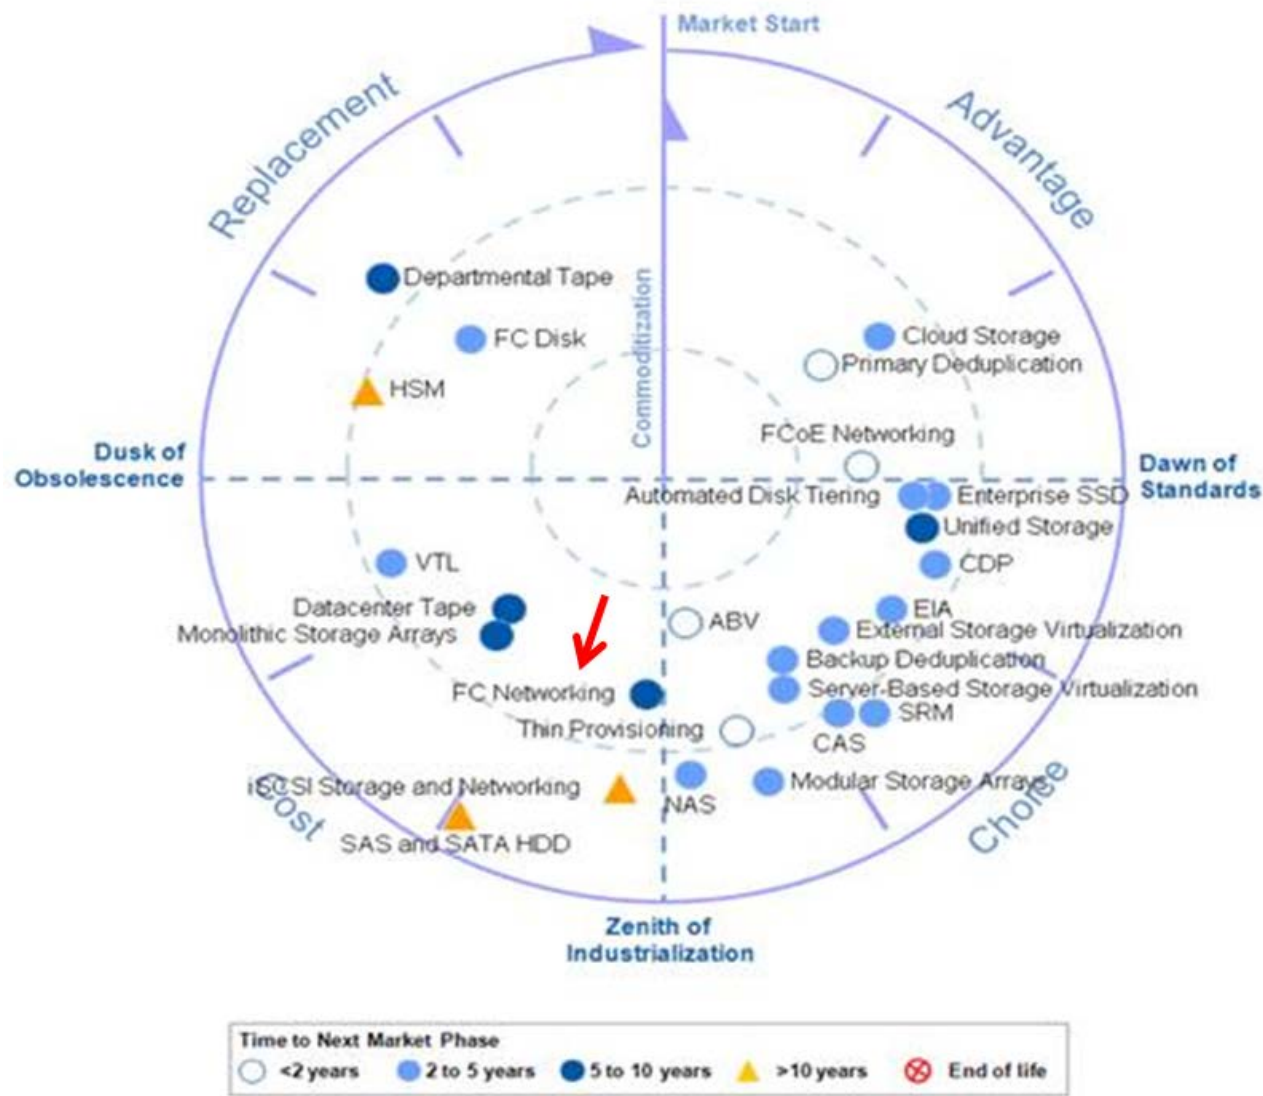 Market Start
Replacement
Advantage
Commoditization
Departmental Tape
FC Disk
HSM
Cloud Storage
Primary Deduplication
FCoE Networking
Dusk of
Obsolescence
Dawn of
Standards
Automated Disk Tiering
Enterprise SSD
Unified Storage
VTL
CDP
Datacenter Tape
Monolithic Storage Arrays
ABV
EIA
External Storage Virtualization
Backup Deduplication
FC Networking
Server-Based Storage Virtualization
Thin Provisioning
SRM
CAS
iSCSI Storage and Networking
NAS
Modular Storage Arrays
Cost
Choice
SAS and SATA HDD
Zenith of
Industrialization
Time to Next Market Phase
<2 years 2 to 5 years 5 to 10 years >10 years End of life